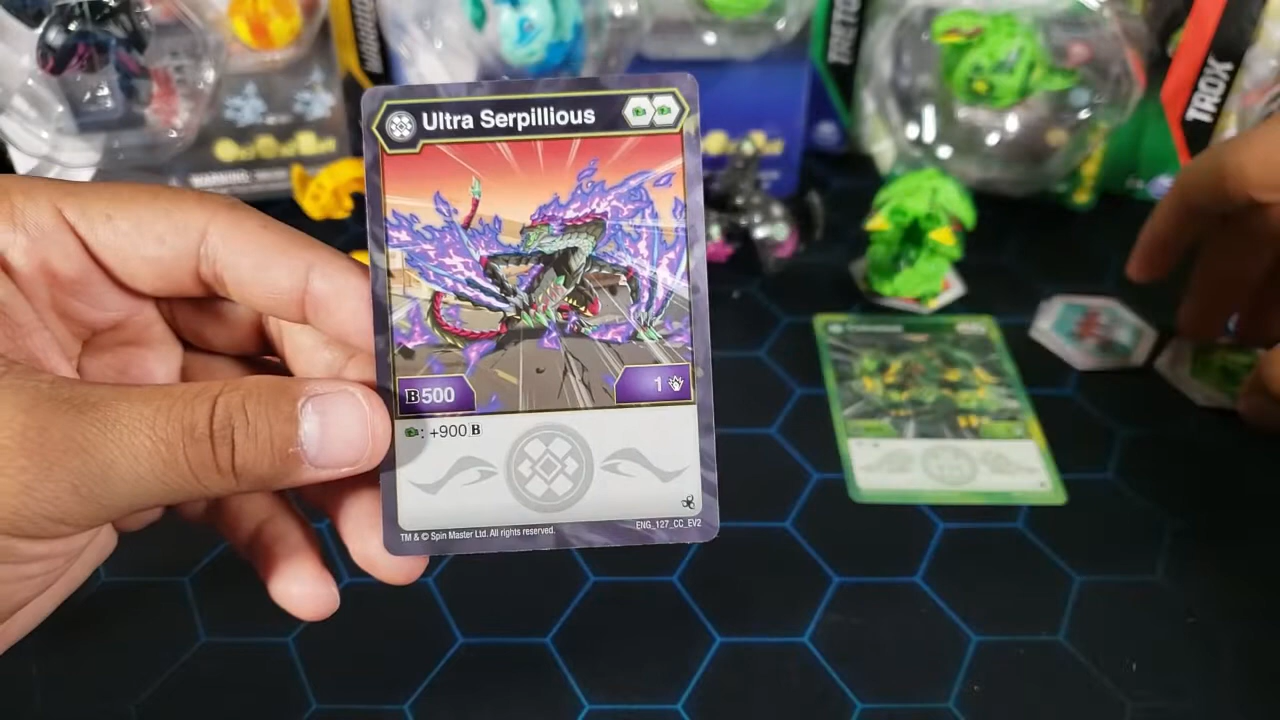 TROX
WARNING:
Ultra Serpillious
B500
1
: +900 B
TM & © Spin Master Ltd. All rights reserved.
ENG_127_CC_EV2